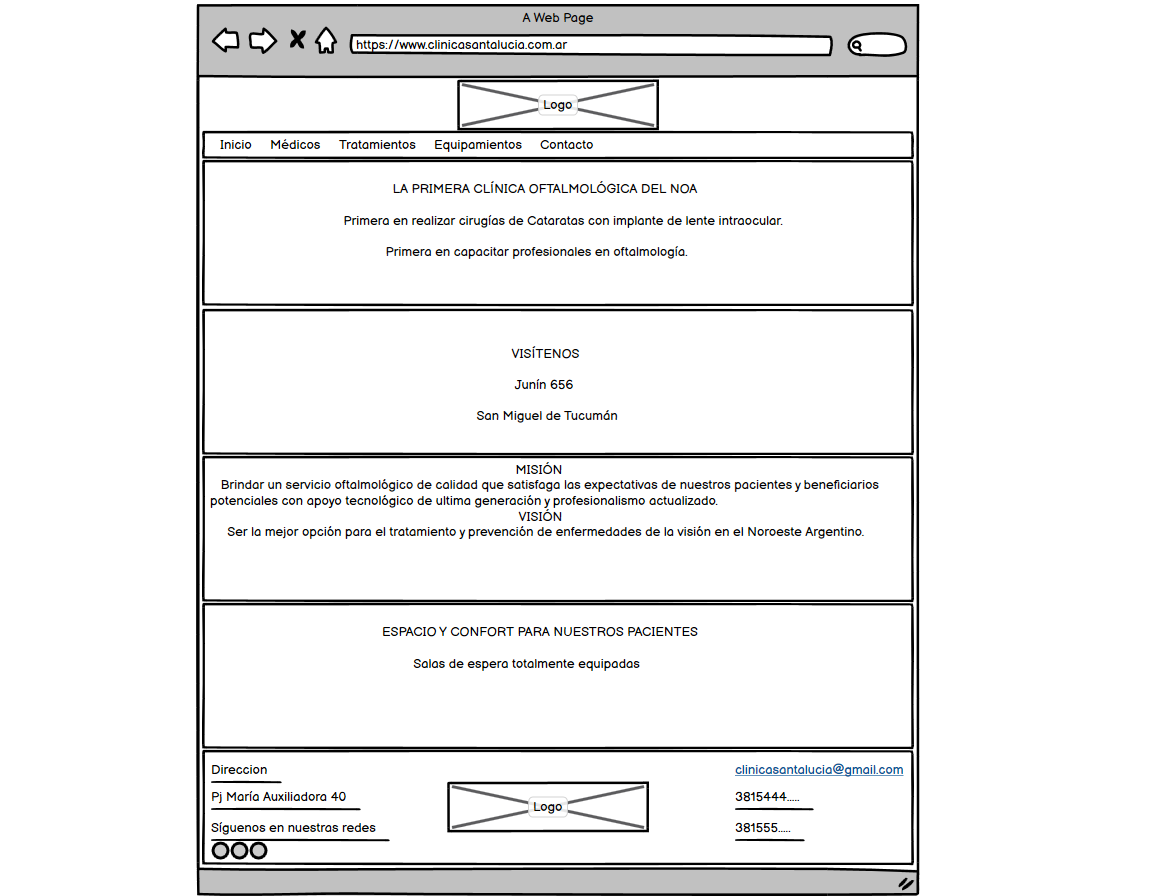 A Web Page
https://www.clinicasantalucia.com.ar
Logo
Inicio Médicos Tratamientos Equipamientos Contacto
LA PRIMERA CLÍNICA OFTALMOLÓGICA DEL NOA
Primera en realizar cirugías de Cataratas con implante de lente intraocular.
Primera en capacitar profesionales en oftalmología.
VISÍTENOS
Junín 656
San Miguel de Tucumán
MISIÓN
Brindar un servicio oftalmológico de calidad que satisfaga las expectativas de nuestros pacientes y beneficiarios
potenciales con apoyo tecnológico de ultima generación y profesionalismo actualizado.
VISIÓN
Ser la mejor opción para el tratamiento y prevención de enfermedades de la visión en el Noroeste Argentino.
ESPACIO Y CONFORT PARA NUESTROS PACIENTES
Salas de espera totalmente equipadas
Direccion
Pj María Auxiliadora 40
Síguenos en nuestras redes
Logo
clinicasantalucia@gmail.com
3815444.....
381555.....